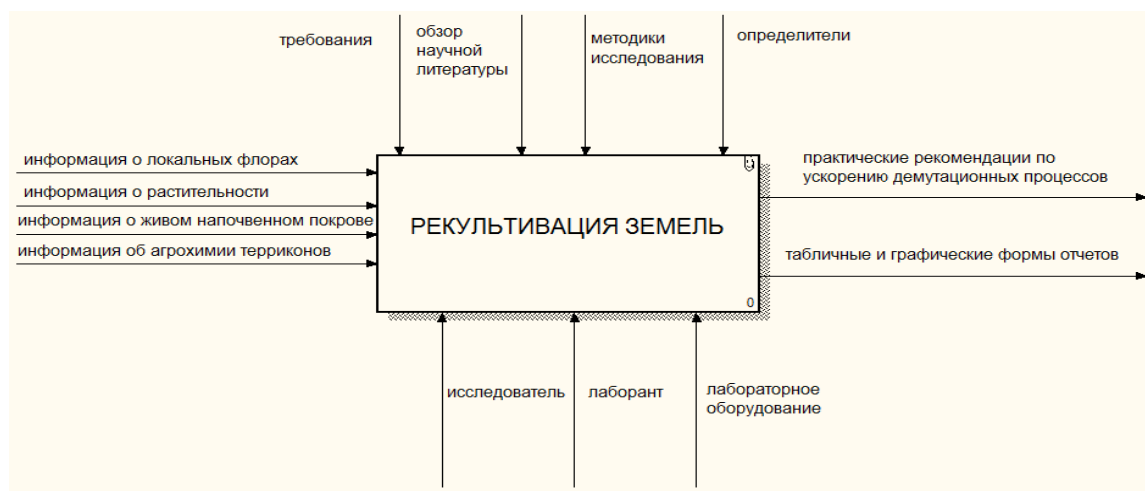 требования
обзор
научной
литературы
методики
исследования
определители
информация о локальных флорах
информация о растительности
информация о живом напочвенном покрове
информация об агрохимии терриконов
РЕКУЛЬТИВАЦИЯ ЗЕМЕЛЬ
0
практические рекомендации по
ускорению демутационных процессов
табличные и графические формы отчетов
исследователь
лаборант
лабораторное
оборудование